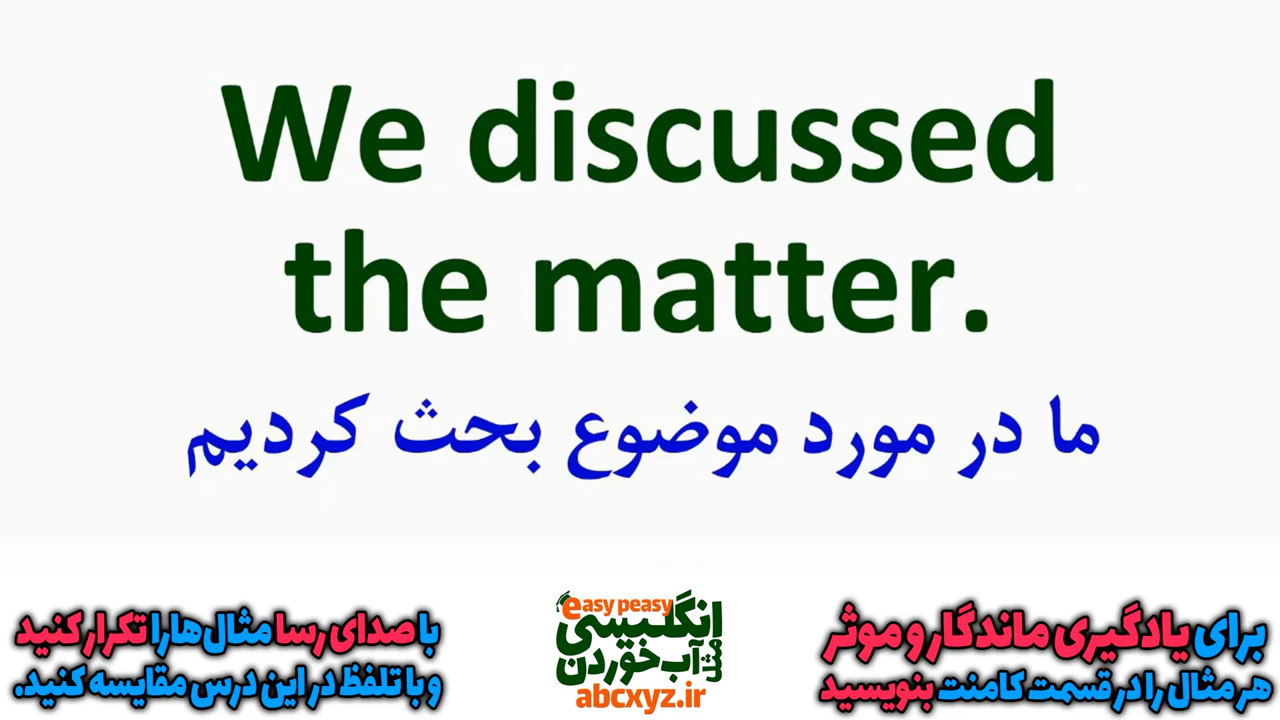 We discussed
the matter.
ما در مورد موضوع بحث کردیم
برای یادگیری ماندگار و موثر
هر مثال را در قسمت کامنت بنویسید
easy peasy
انگلیسی
مثل
آب خوردن
abcxyz.ir
با صدای رسا مثال‌ها را تکرار کنید
و با تلفظ در این درس مقایسه کنید.